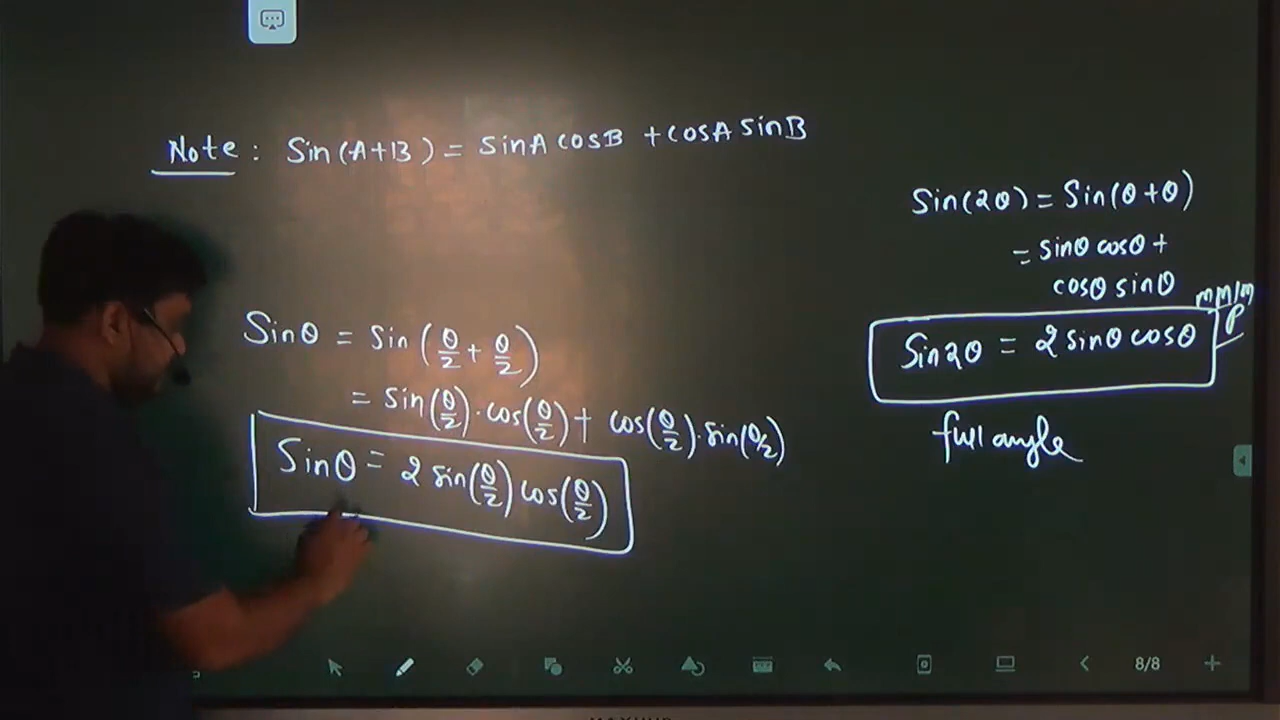 Note : Sin(A+B) = sinA cosB + cosA sinB
Sinθ = sin(θ/2 + θ/2)
= sin(θ/2)·cos(θ/2) + cos(θ/2)·sin(θ/2)
Sinθ = 2 sin(θ/2) cos(θ/2)
Sin(2θ) = Sin(θ+θ)
= sinθ cosθ +
cosθ sinθ
Sin2θ = 2 sinθ cosθ
full angle
8/8